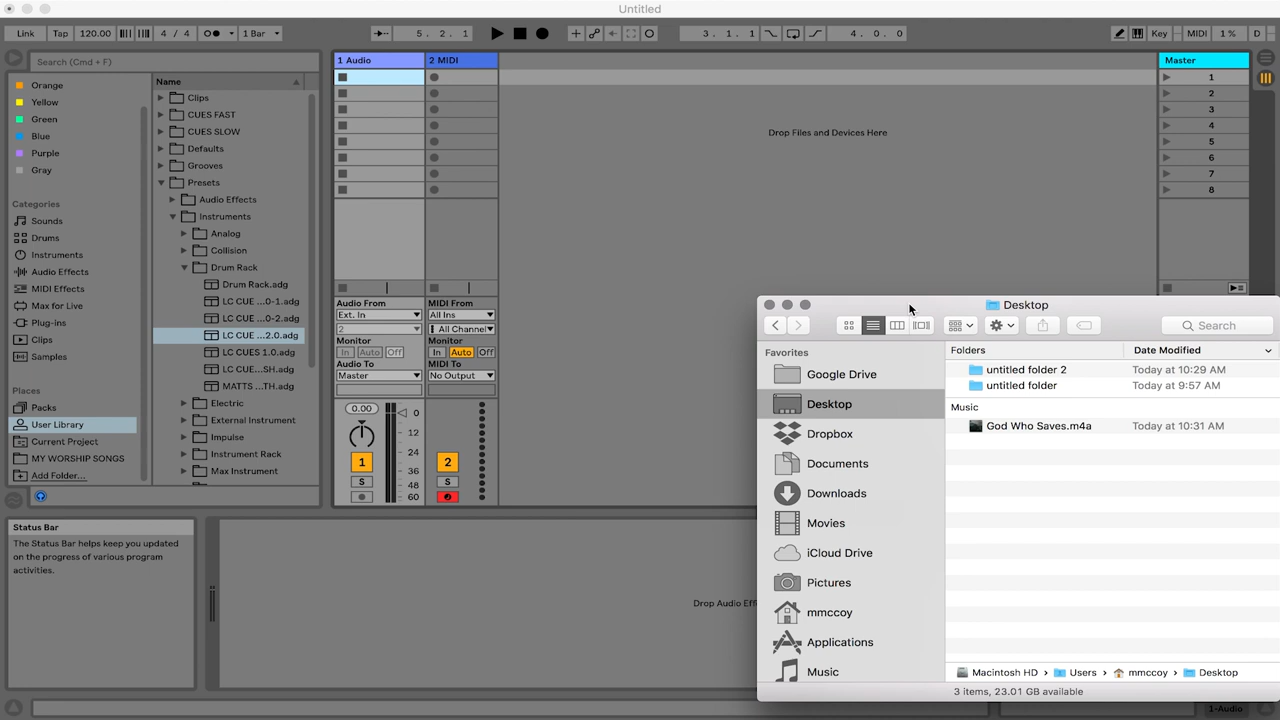 Untitled
Link Tap 120.00 4 / 4 1 Bar 5. 2. 1 3. 1. 1 4. 0. 0 Key MIDI 1 % D
Search (Cmd + F)
Orange
Yellow
Green
Blue
Purple
Gray
Categories
Sounds
Drums
Instruments
Audio Effects
MIDI Effects
Max for Live
Plug-ins
Clips
Samples
Places
Packs
User Library
Current Project
MY WORSHIP SONGS
Add Folder...
Name
Clips
CUES FAST
CUES SLOW
Defaults
Grooves
Presets
Audio Effects
Instruments
Analog
Collision
Drum Rack
Drum Rack.adg
LC CUE ...0-1.adg
LC CUE ...0-2.adg
LC CUE ...2.0.adg
LC CUES 1.0.adg
LC CUE...SH.adg
MATTS ...TH.adg
Electric
External Instrument
Impulse
Instrument Rack
Max Instrument
1 Audio 2 MIDI
Drop Files and Devices Here
Master
1
2
3
4
5
6
7
8
Audio From
Ext. In
2
Monitor
In Auto Off
Audio To
Master
MIDI From
All Ins
All Channel
Monitor
In Auto Off
MIDI To
No Output
0.00
0
12
24
36
48
60
1
S
2
S
Status Bar
The Status Bar helps keep you updated
on the progress of various program
activities.
Drop Audio Effe
Desktop
Search
Favorites
Google Drive
Desktop
Dropbox
Documents
Downloads
Movies
iCloud Drive
Pictures
mmccoy
Applications
Music
Folders Date Modified
untitled folder 2 Today at 10:29 AM
untitled folder Today at 9:57 AM
Music
God Who Saves.m4a Today at 10:31 AM
Macintosh HD › Users › mmccoy › Desktop
3 items, 23.01 GB available
1-Audio